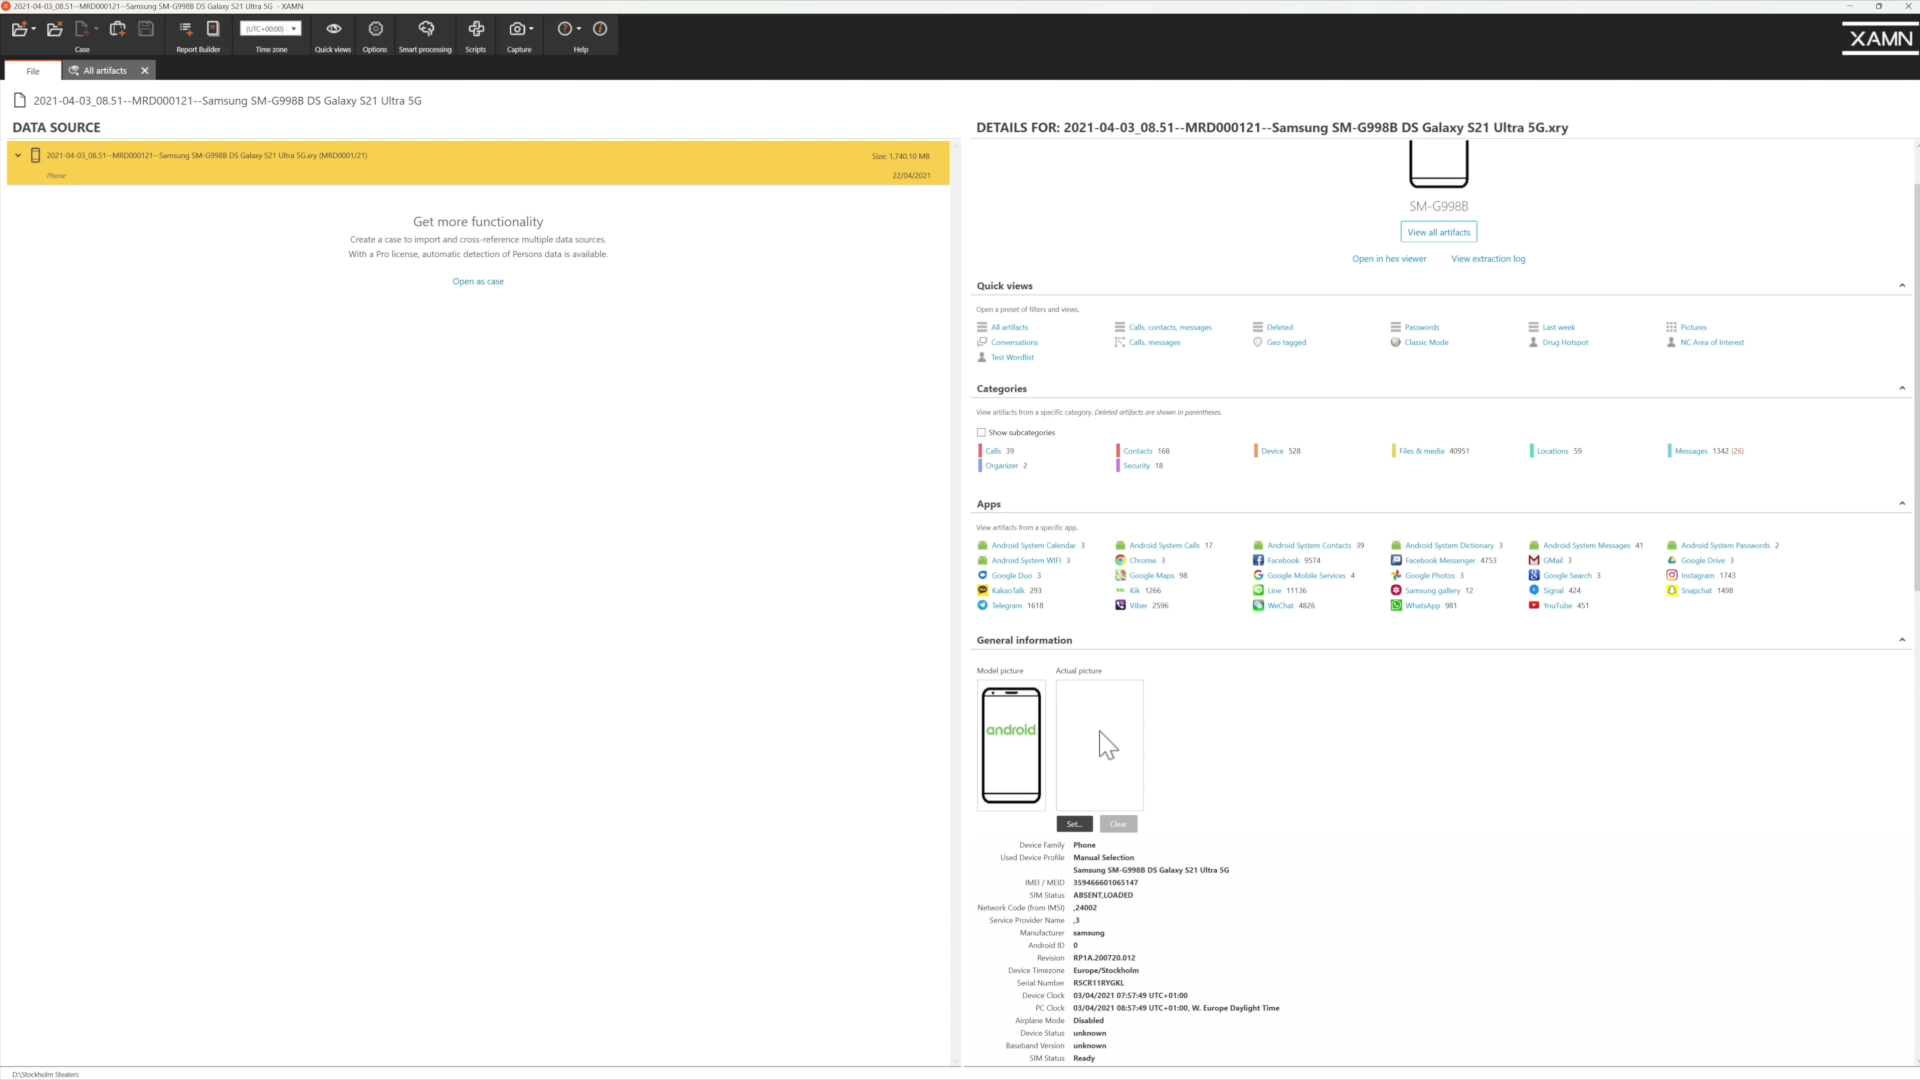 2021-04-03_08.51--MRD000121--Samsung SM-G998B DS Galaxy S21 Ultra 5G - XAMN
Case
Report Builder
(UTC+00:00)
Time zone
Quick views
Options
Smart processing
Scripts
Capture
Help
XAMN
File
All artifacts
2021-04-03_08.51--MRD000121--Samsung SM-G998B DS Galaxy S21 Ultra 5G
DATA SOURCE
2021-04-03_08.51--MRD000121--Samsung SM-G998B DS Galaxy S21 Ultra 5G.xry (MRD0001/21)
Size: 1,740.10 MB
Phone
22/04/2021
Get more functionality
Create a case to import and cross-reference multiple data sources.
With a Pro license, automatic detection of Persons data is available.
Open as case
DETAILS FOR: 2021-04-03_08.51--MRD000121--Samsung SM-G998B DS Galaxy S21 Ultra 5G.xry
SM-G998B
View all artifacts
Open in hex viewer View extraction log
Quick views
Open a preset of filters and views.
All artifacts Calls, contacts, messages Deleted Passwords Last week Pictures
Conversations Calls, messages Geo tagged Classic Mode Drug Hotspot NC Area of Interest
Test Wordlist
Categories
View artifacts from a specific category. Deleted artifacts are shown in parentheses.
Show subcategories
Calls 39 Contacts 168 Device 528 Files & media 40951 Locations 59 Messages 1342 (26)
Organizer 2 Security 18
Apps
View artifacts from a specific app.
Android System Calendar 3 Android System Calls 17 Android System Contacts 39 Android System Dictionary 3 Android System Messages 41 Android System Passwords 2
Android System WIFI 3 Chrome 3 Facebook 9574 Facebook Messenger 4753 GMail 3 Google Drive 3
Google Duo 3 Google Maps 98 Google Mobile Services 4 Google Photos 3 Google Search 3 Instagram 1743
KakaoTalk 293 Kik 1266 Line 11136 Samsung gallery 12 Signal 424 Snapchat 1498
Telegram 1618 Viber 2596 WeChat 4826 WhatsApp 981 YouTube 451
General information
Model picture Actual picture
android
Set... Clear
Device Family Phone
Used Device Profile Manual Selection
Samsung SM-G998B DS Galaxy S21 Ultra 5G
IMEI / MEID 359466601065147
SIM Status ABSENT,LOADED
Network Code (from IMSI) ,24002
Service Provider Name ,3
Manufacturer samsung
Android ID 0
Revision RP1A.200720.012
Device Timezone Europe/Stockholm
Serial Number R5CR11RYGKL
Device Clock 03/04/2021 07:57:49 UTC+01:00
PC Clock 03/04/2021 08:57:49 UTC+01:00, W. Europe Daylight Time
Airplane Mode Disabled
Device Status unknown
Baseband Version unknown
SIM Status Ready
D:\Stockholm Stealers